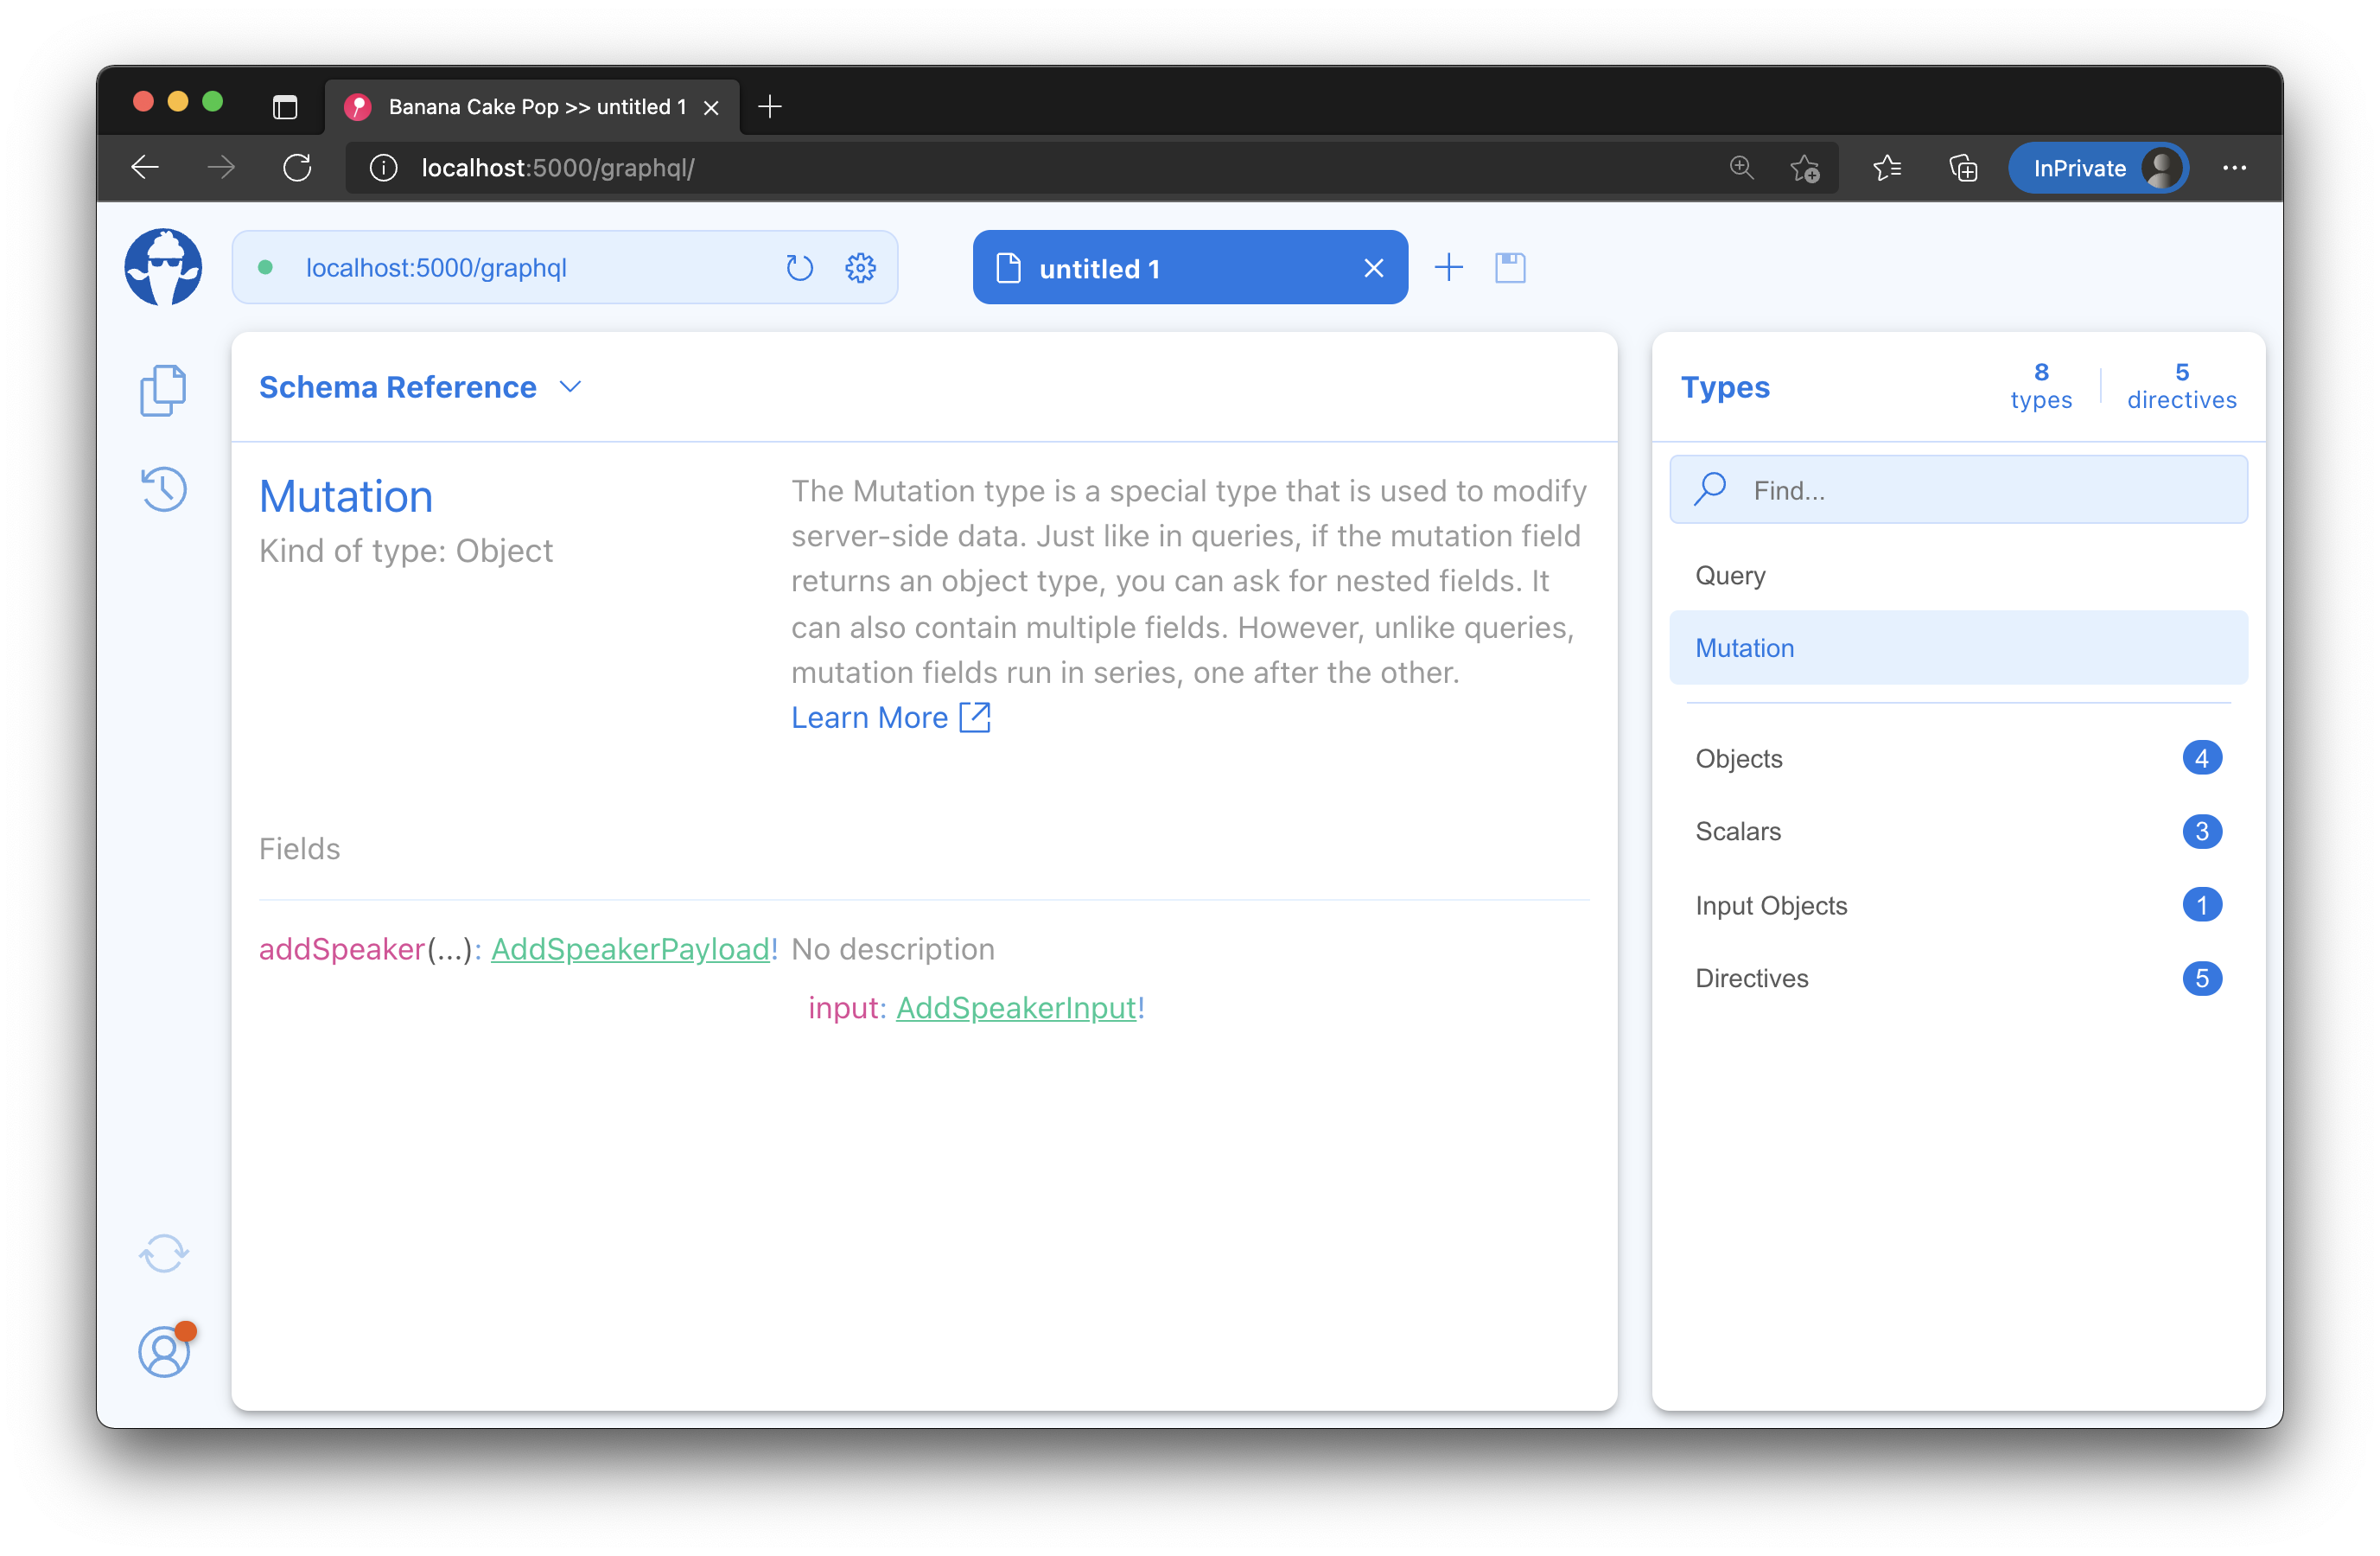 Banana Cake Pop >> untitled 1
localhost:5000/graphql/
InPrivate
localhost:5000/graphql
untitled 1
Schema Reference
Mutation
Kind of type: Object
The Mutation type is a special type that is used to modify
server-side data. Just like in queries, if the mutation field
returns an object type, you can ask for nested fields. It
can also contain multiple fields. However, unlike queries,
mutation fields run in series, one after the other.
Learn More
Fields
addSpeaker(...): AddSpeakerPayload! No description
input: AddSpeakerInput!
Types
8
types
5
directives
Find...
Query
Mutation
Objects 4
Scalars 3
Input Objects 1
Directives 5